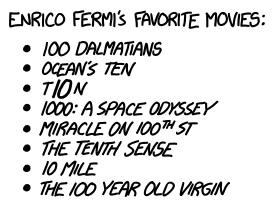 ENRICO FERMI'S FAVORITE MOVIES:
• 100 DALMATIANS
• OCEAN'S TEN
• T10N
• 1000: A SPACE ODYSSEY
• MIRACLE ON 100TH ST
• THE TENTH SENSE
• 10 MILE
• THE 100 YEAR OLD VIRGIN